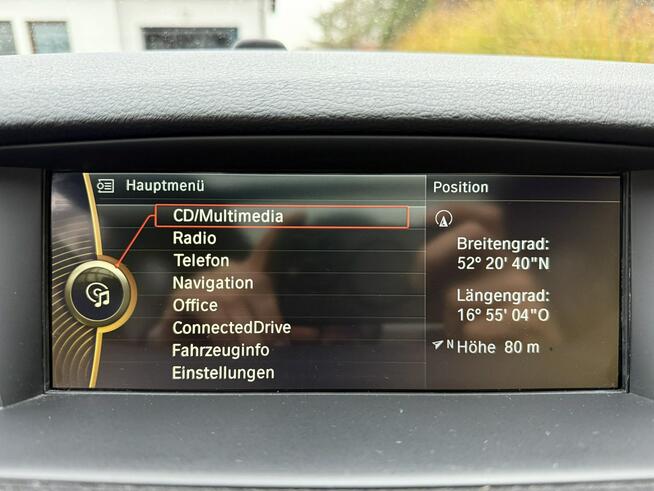 Hauptmenü
CD/Multimedia
Radio
Telefon
Navigation
Office
ConnectedDrive
Fahrzeuginfo
Einstellungen
Position
Breitengrad:
52° 20' 40"N
Längengrad:
16° 55' 04"O
N Höhe 80 m